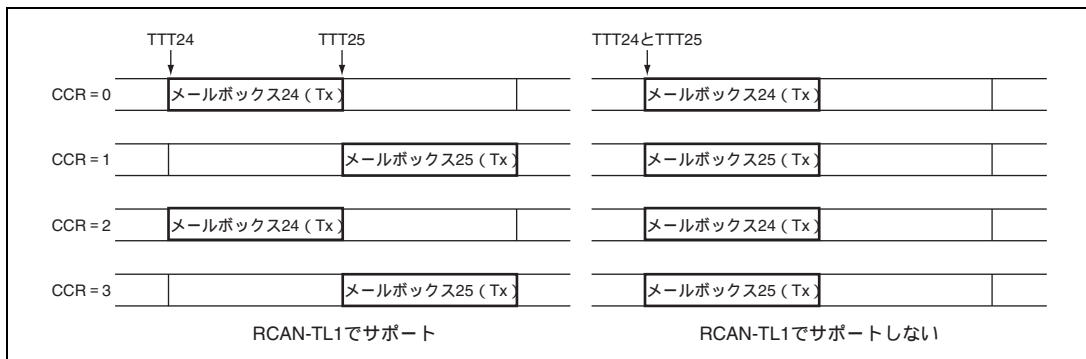 TTT24 TTT25 TTT24とTTT25
CCR = 0 メールボックス24（Tx） メールボックス24（Tx）
CCR = 1 メールボックス25（Tx） メールボックス25（Tx）
CCR = 2 メールボックス24（Tx） メールボックス24（Tx）
CCR = 3 メールボックス25（Tx） メールボックス25（Tx）
RCAN-TL1でサポート RCAN-TL1でサポートしない